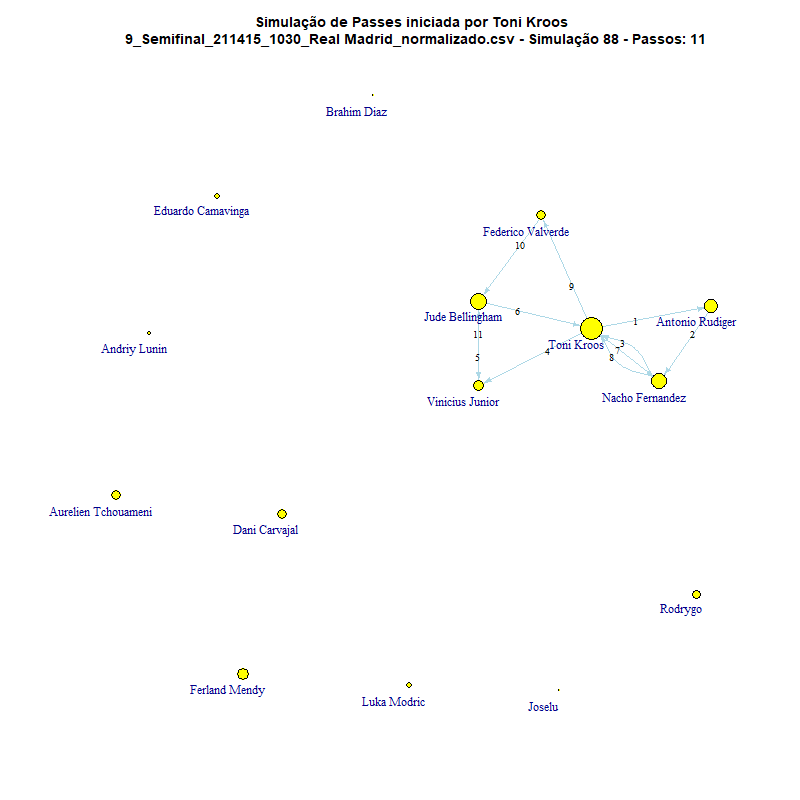 Simulação de Passes iniciada por Toni Kroos
9_Semifinal_211415_1030_Real Madrid_normalizado.csv - Simulação 88 - Passos: 11
Brahim Diaz
Eduardo Camavinga
Federico Valverde
10
9
Jude Bellingham
6
1
Antonio Rudiger
11
Toni Kroos
3
2
4
7
5
8
Andriy Lunin
Vinicius Junior
Nacho Fernandez
Aurelien Tchouameni
Dani Carvajal
Rodrygo
Ferland Mendy
Luka Modric
Joselu